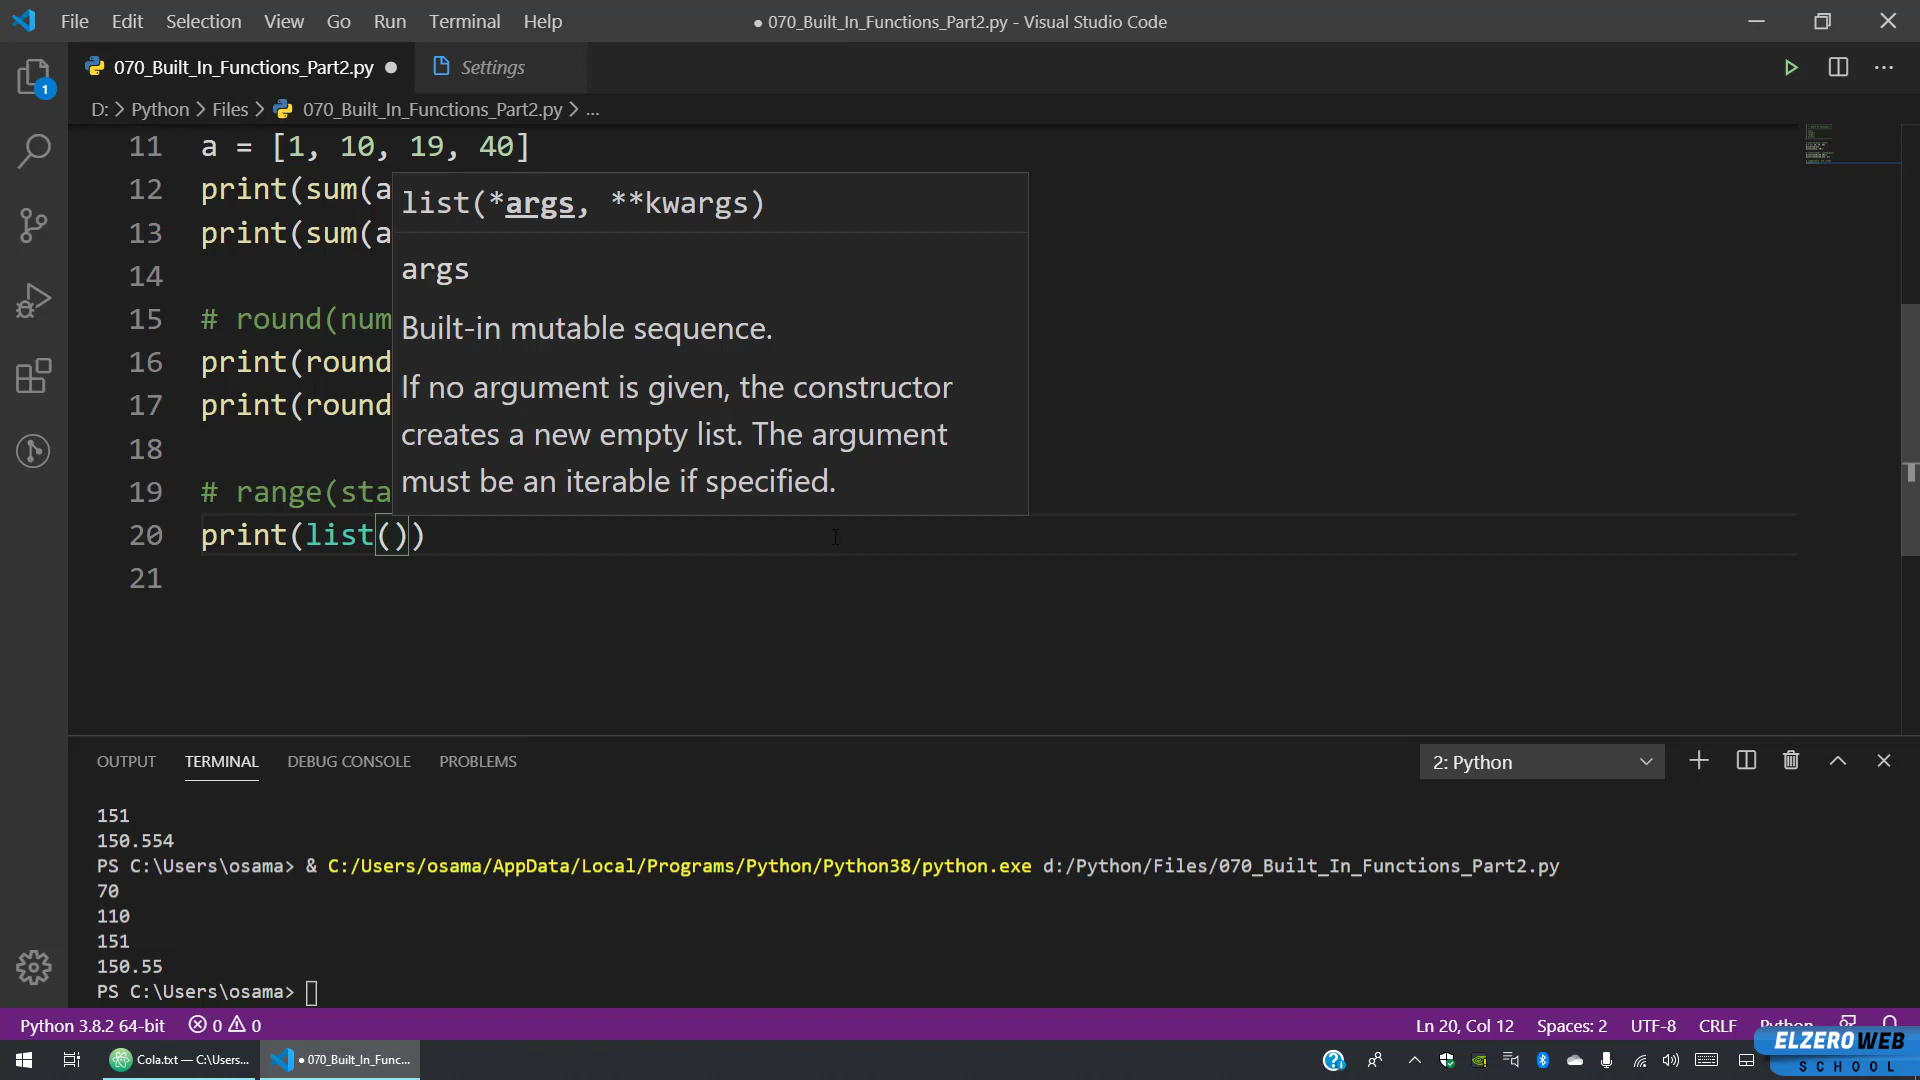 File Edit Selection View Go Run Terminal Help
● 070_Built_In_Functions_Part2.py - Visual Studio Code
070_Built_In_Functions_Part2.py ●
Settings
D: > Python > Files > 070_Built_In_Functions_Part2.py > ...
1
11 a = [1, 10, 19, 40]
12 print(sum(a
13 print(sum(a
14
15 # round(num
16 print(round
17 print(round
18
19 # range(sta
20 print(list())
21
list(*args, **kwargs)
args
Built-in mutable sequence.
If no argument is given, the constructor
creates a new empty list. The argument
must be an iterable if specified.
OUTPUT TERMINAL DEBUG CONSOLE PROBLEMS
2: Python
151
150.554
PS C:\Users\osama> & C:/Users/osama/AppData/Local/Programs/Python/Python38/python.exe d:/Python/Files/070_Built_In_Functions_Part2.py
70
110
151
150.55
PS C:\Users\osama>
Python 3.8.2 64-bit 0 0
Ln 20, Col 12 Spaces: 2 UTF-8 CRLF Python
Cola.txt — C:\Users...
● 070_Built_In_Func...
ELZEROWEB
SCHOOL